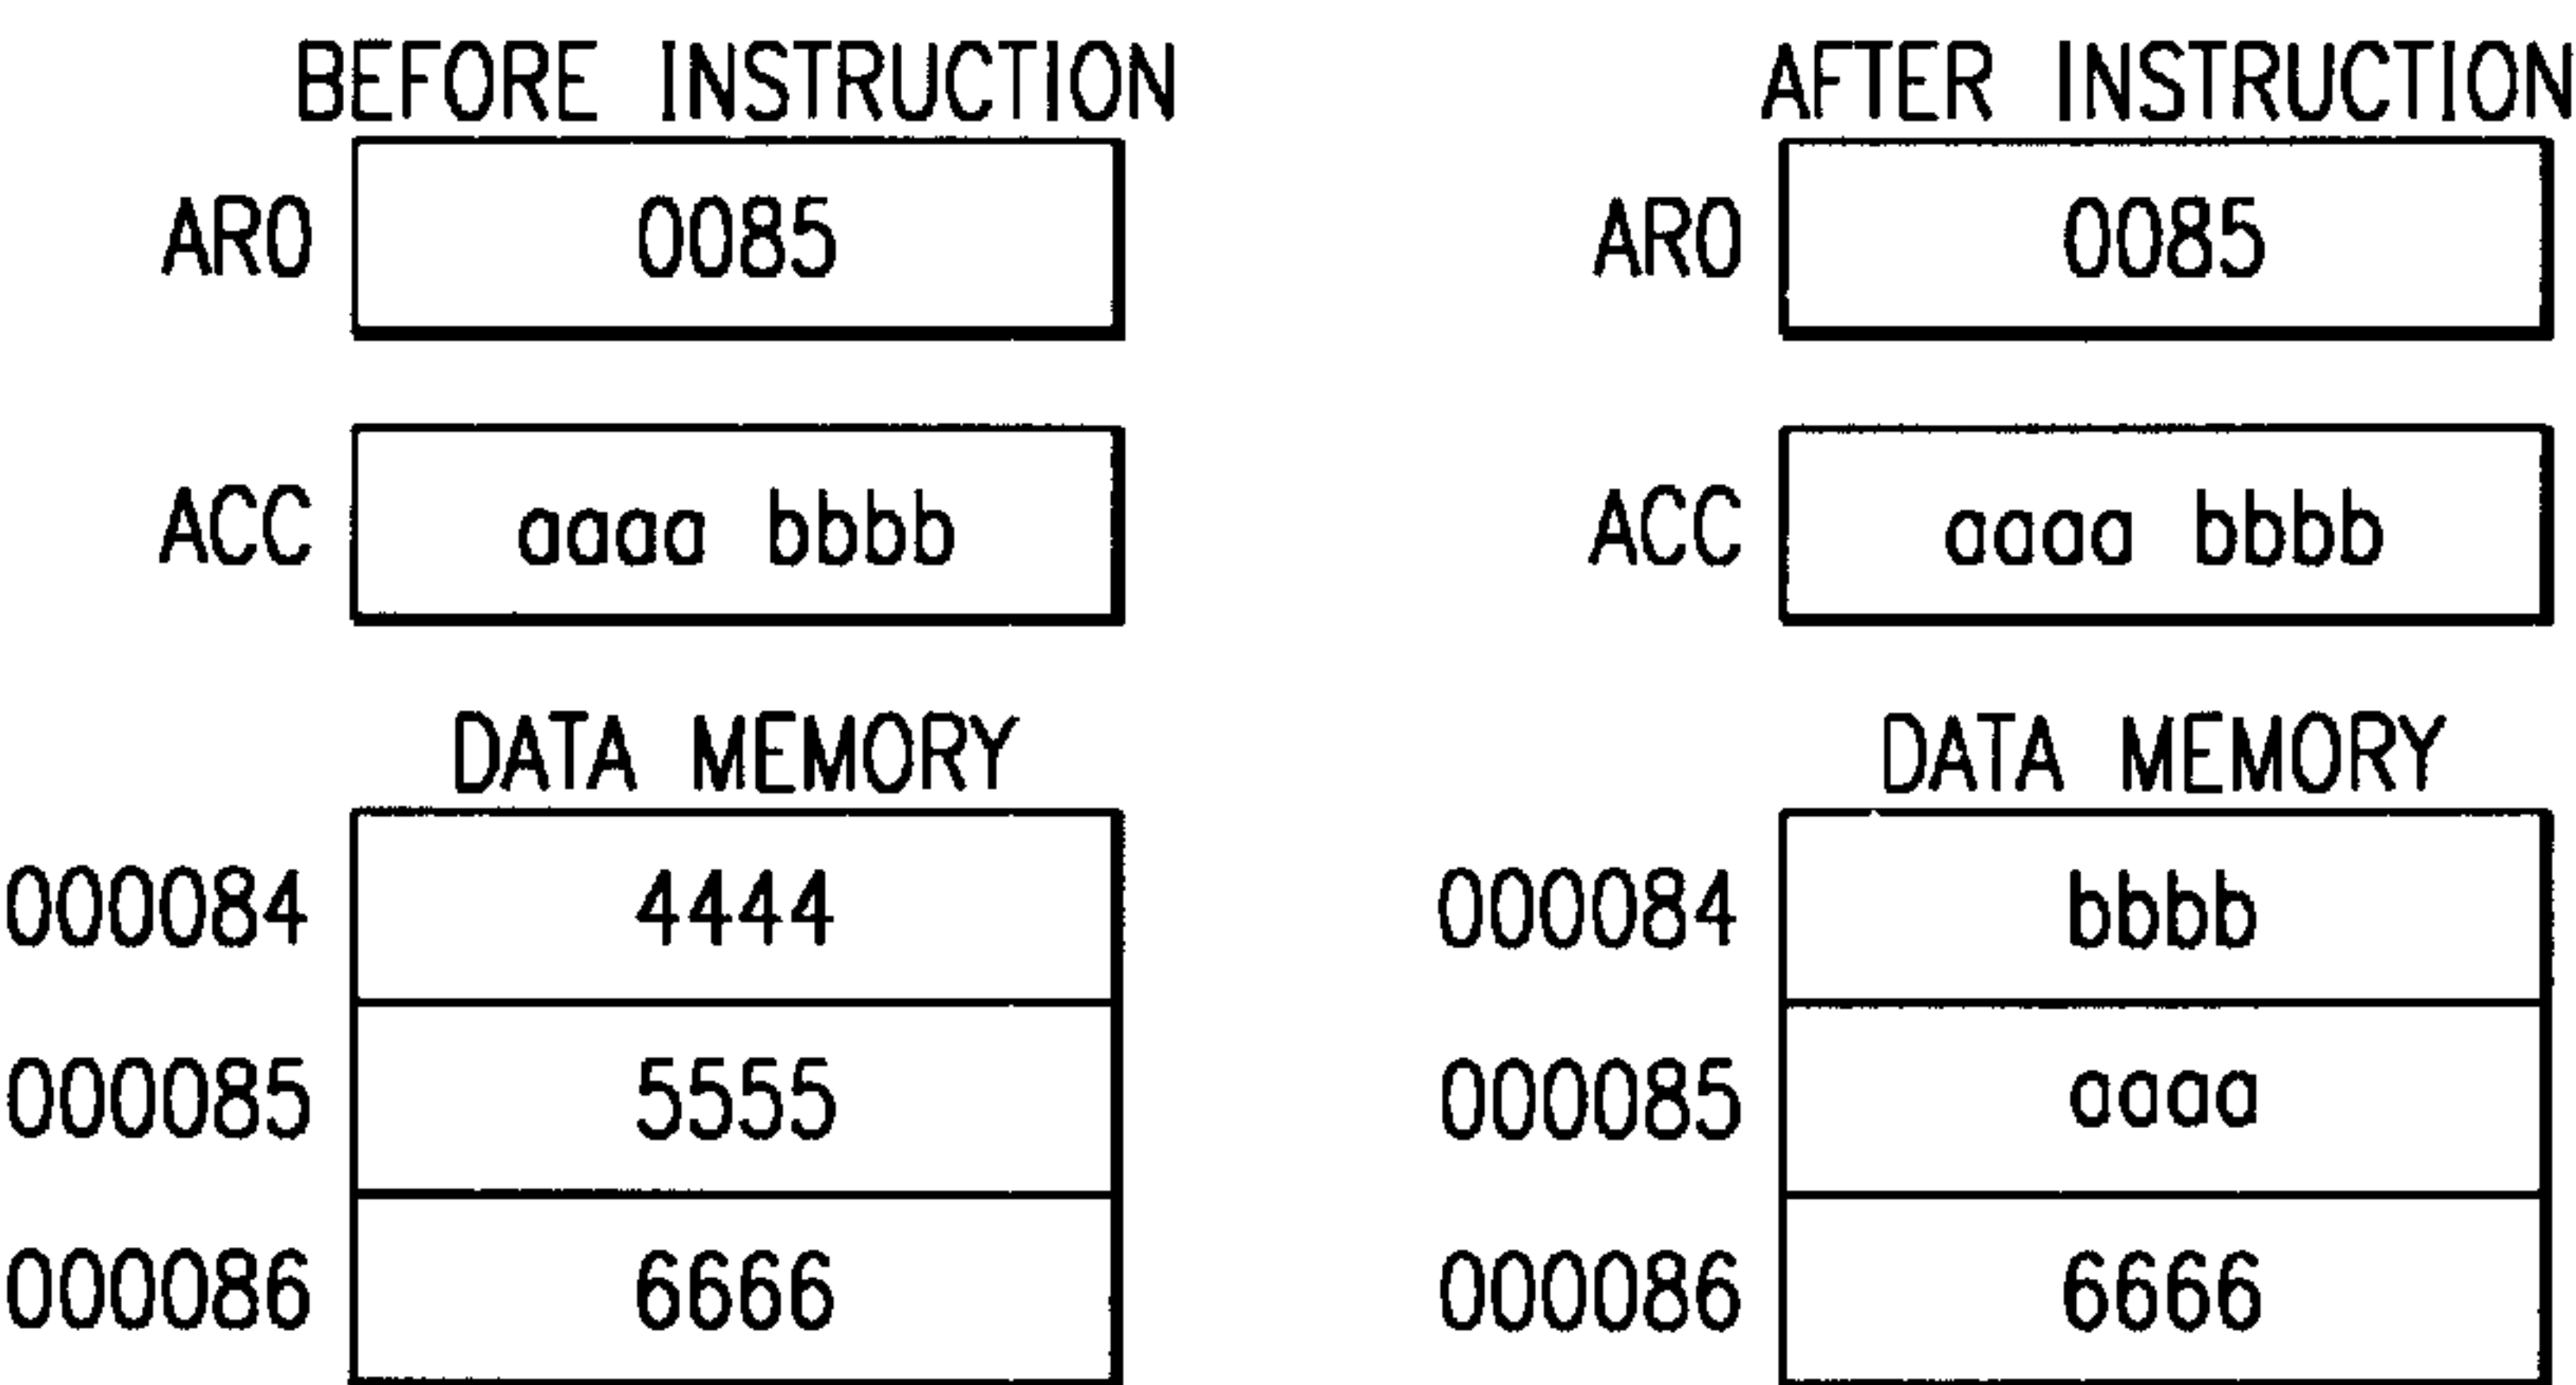 BEFORE INSTRUCTION AFTER INSTRUCTION
AR0 0085 AR0 0085
ACC aaaa bbbb ACC aaaa bbbb
DATA MEMORY DATA MEMORY
000084 4444 000084 bbbb
000085 5555 000085 aaaa
000086 6666 000086 6666